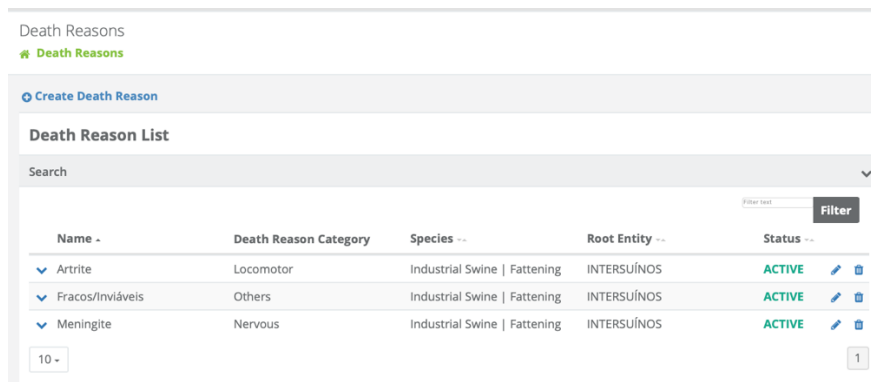 Death Reasons
Death Reasons
Create Death Reason
Death Reason List
Search
Filter text Filter
Name Death Reason Category Species Root Entity Status
Artrite Locomotor Industrial Swine | Fattening INTERSUÍNOS ACTIVE
Fracos/Inviáveis Others Industrial Swine | Fattening INTERSUÍNOS ACTIVE
Meningite Nervous Industrial Swine | Fattening INTERSUÍNOS ACTIVE
10 1